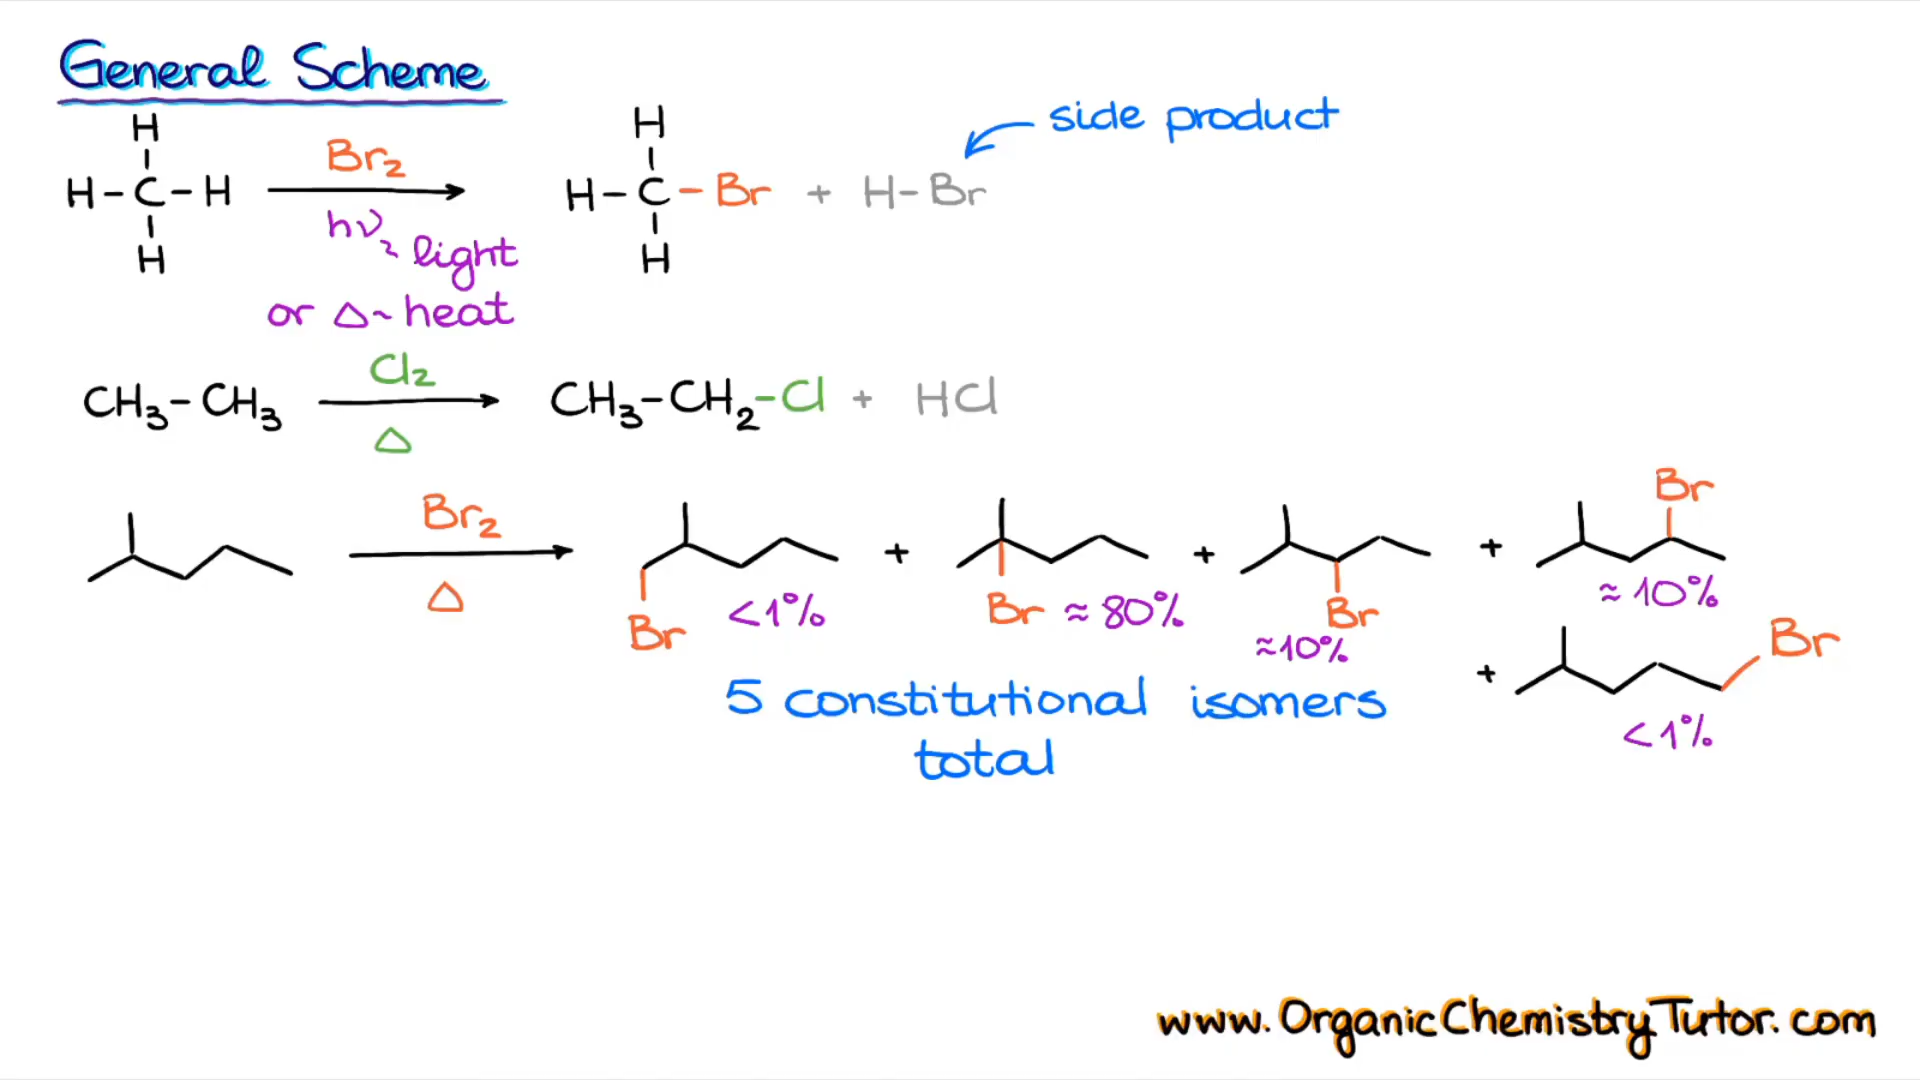 General Scheme
H
H-C-H
H
Br₂
hν ~ light
or Δ ~ heat
H
H-C-Br + H-Br
H
side product
CH₃-CH₃
Cl₂
Δ
CH₃-CH₂-Cl + HCl
Br₂
Δ
Br
<1%
+
Br
≈ 80%
+
Br
≈10%
+
Br
≈ 10%
+
Br
<1%
5 constitutional isomers
total
www.OrganicChemistryTutor.com